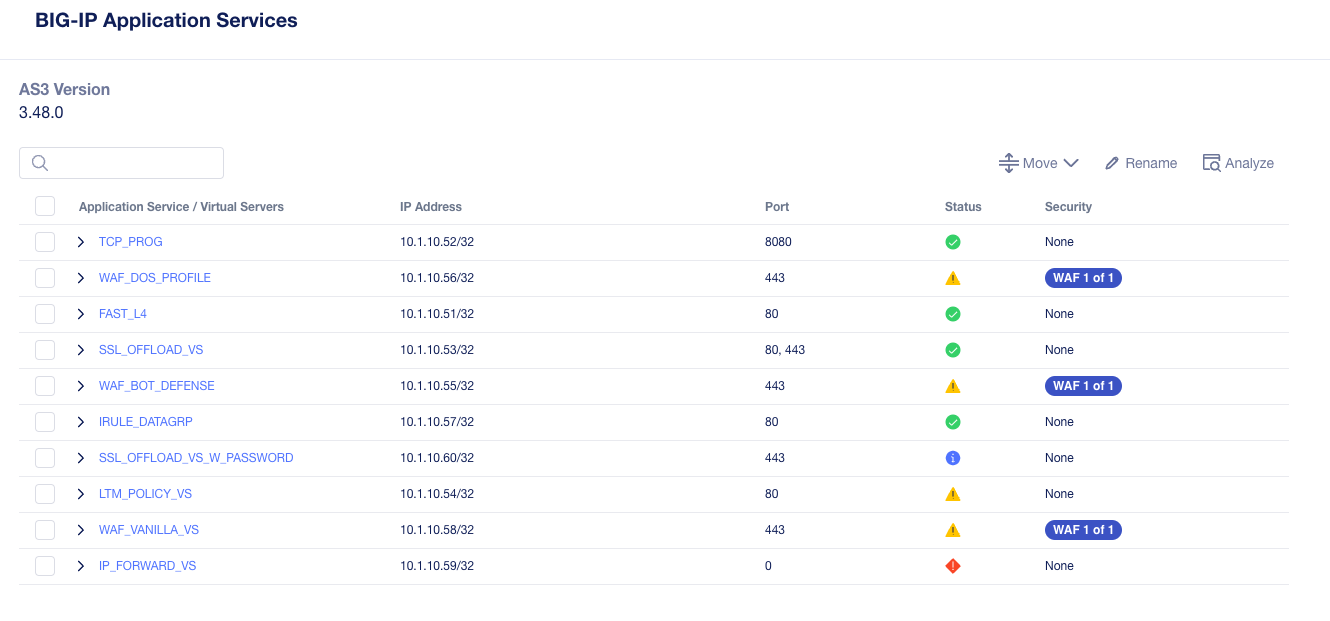 BIG-IP Application Services
AS3 Version
3.48.0
Move Rename Analyze
Application Service / Virtual Servers IP Address Port Status Security
TCP_PROG 10.1.10.52/32 8080 None
WAF_DOS_PROFILE 10.1.10.56/32 443 WAF 1 of 1
FAST_L4 10.1.10.51/32 80 None
SSL_OFFLOAD_VS 10.1.10.53/32 80, 443 None
WAF_BOT_DEFENSE 10.1.10.55/32 443 WAF 1 of 1
IRULE_DATAGRP 10.1.10.57/32 80 None
SSL_OFFLOAD_VS_W_PASSWORD 10.1.10.60/32 443 None
LTM_POLICY_VS 10.1.10.54/32 80 None
WAF_VANILLA_VS 10.1.10.58/32 443 WAF 1 of 1
IP_FORWARD_VS 10.1.10.59/32 0 None